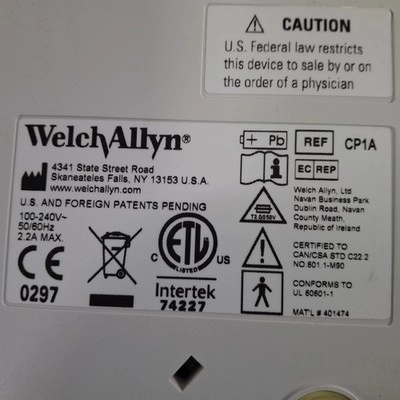 CAUTION
U.S. Federal law restricts
this device to sale by or on
the order of a physician
WelchAllyn®
4341 State Street Road
Skaneateles Falls, NY 13153 U.S.A.
www.welchallyn.com
U.S. AND FOREIGN PATENTS PENDING
100-240V~
50/60Hz
2.2A MAX.
CE
0297
C ETL US
LISTED
Intertek
74227
+ Pb
REF CP1A
i
EC REP
Welch Allyn, Ltd
Navan Business Park
Dublin Road, Navan
County Meath,
Republic of Ireland
CERTIFIED TO
CAN/CSA STD C22.2
NO.601.1-M90
CONFORMS TO
UL 60601-1
MAT'L # 401474